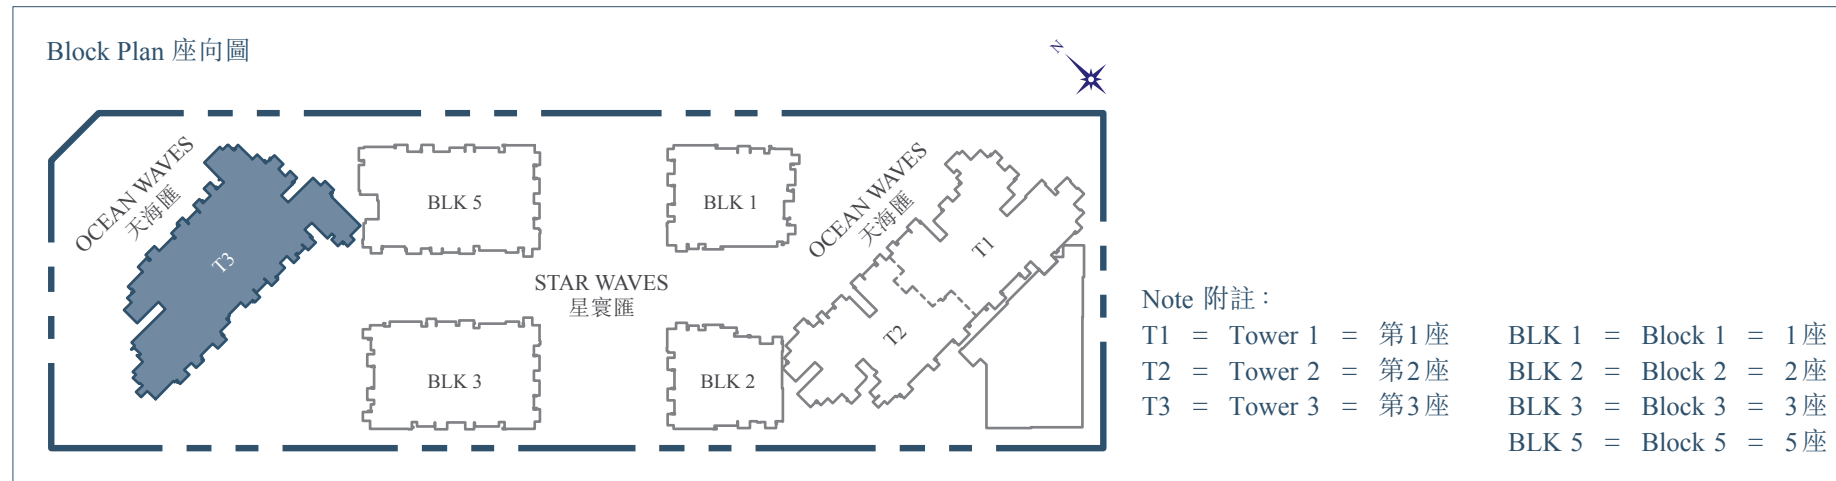 Block Plan 座向圖
N
OCEAN WAVES
天海匯
T3
BLK 5
BLK 1
OCEAN WAVES
天海匯
T1
STAR WAVES
星寰匯
BLK 3
BLK 2
T2
Note 附註：
T1 = Tower 1 = 第1座 BLK 1 = Block 1 = 1座
T2 = Tower 2 = 第2座 BLK 2 = Block 2 = 2座
T3 = Tower 3 = 第3座 BLK 3 = Block 3 = 3座
BLK 5 = Block 5 = 5座